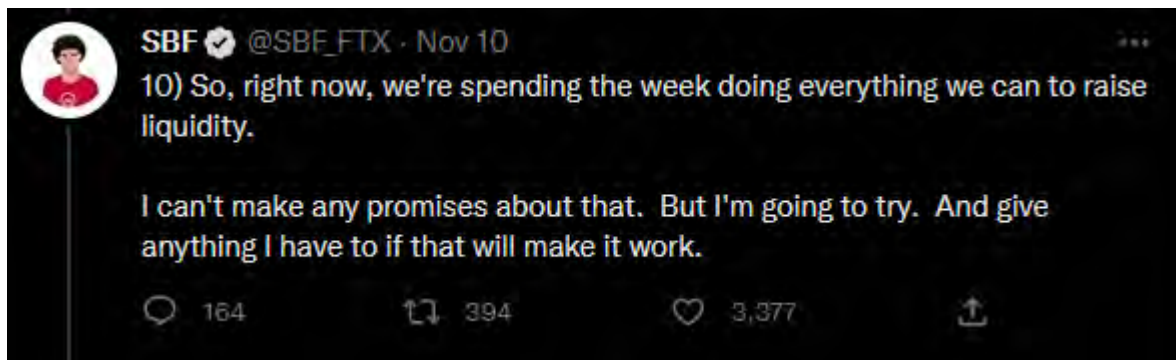 SBF @SBF_FTX · Nov 10
10) So, right now, we're spending the week doing everything we can to raise
liquidity.
I can't make any promises about that.  But I'm going to try.  And give
anything I have to if that will make it work.
164 394 3,377